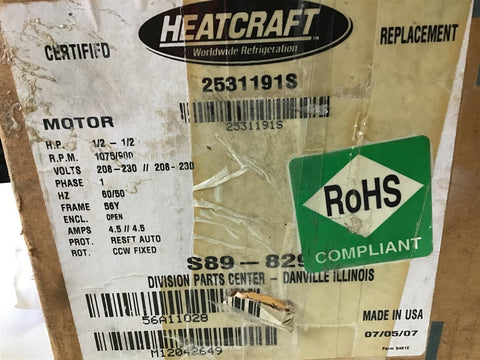 HEATCRAFT
Worldwide Refrigeration
CERTIFIED
REPLACEMENT
2531191S
2531191S
MOTOR
H.P. 1/2 - 1/2
R.P.M. 1075/900
VOLTS 208-230 // 208-230
PHASE 1
HZ 60/50
FRAME 56Y
ENCL. OPEN
AMPS 4.5 // 4.5
PROT. RESET AUTO
ROT. CCW FIXED
RoHS
COMPLIANT
S89-829
DIVISION PARTS CENTER - DANVILLE ILLINOIS
56A11028
MADE IN USA
07/05/07
M12042649